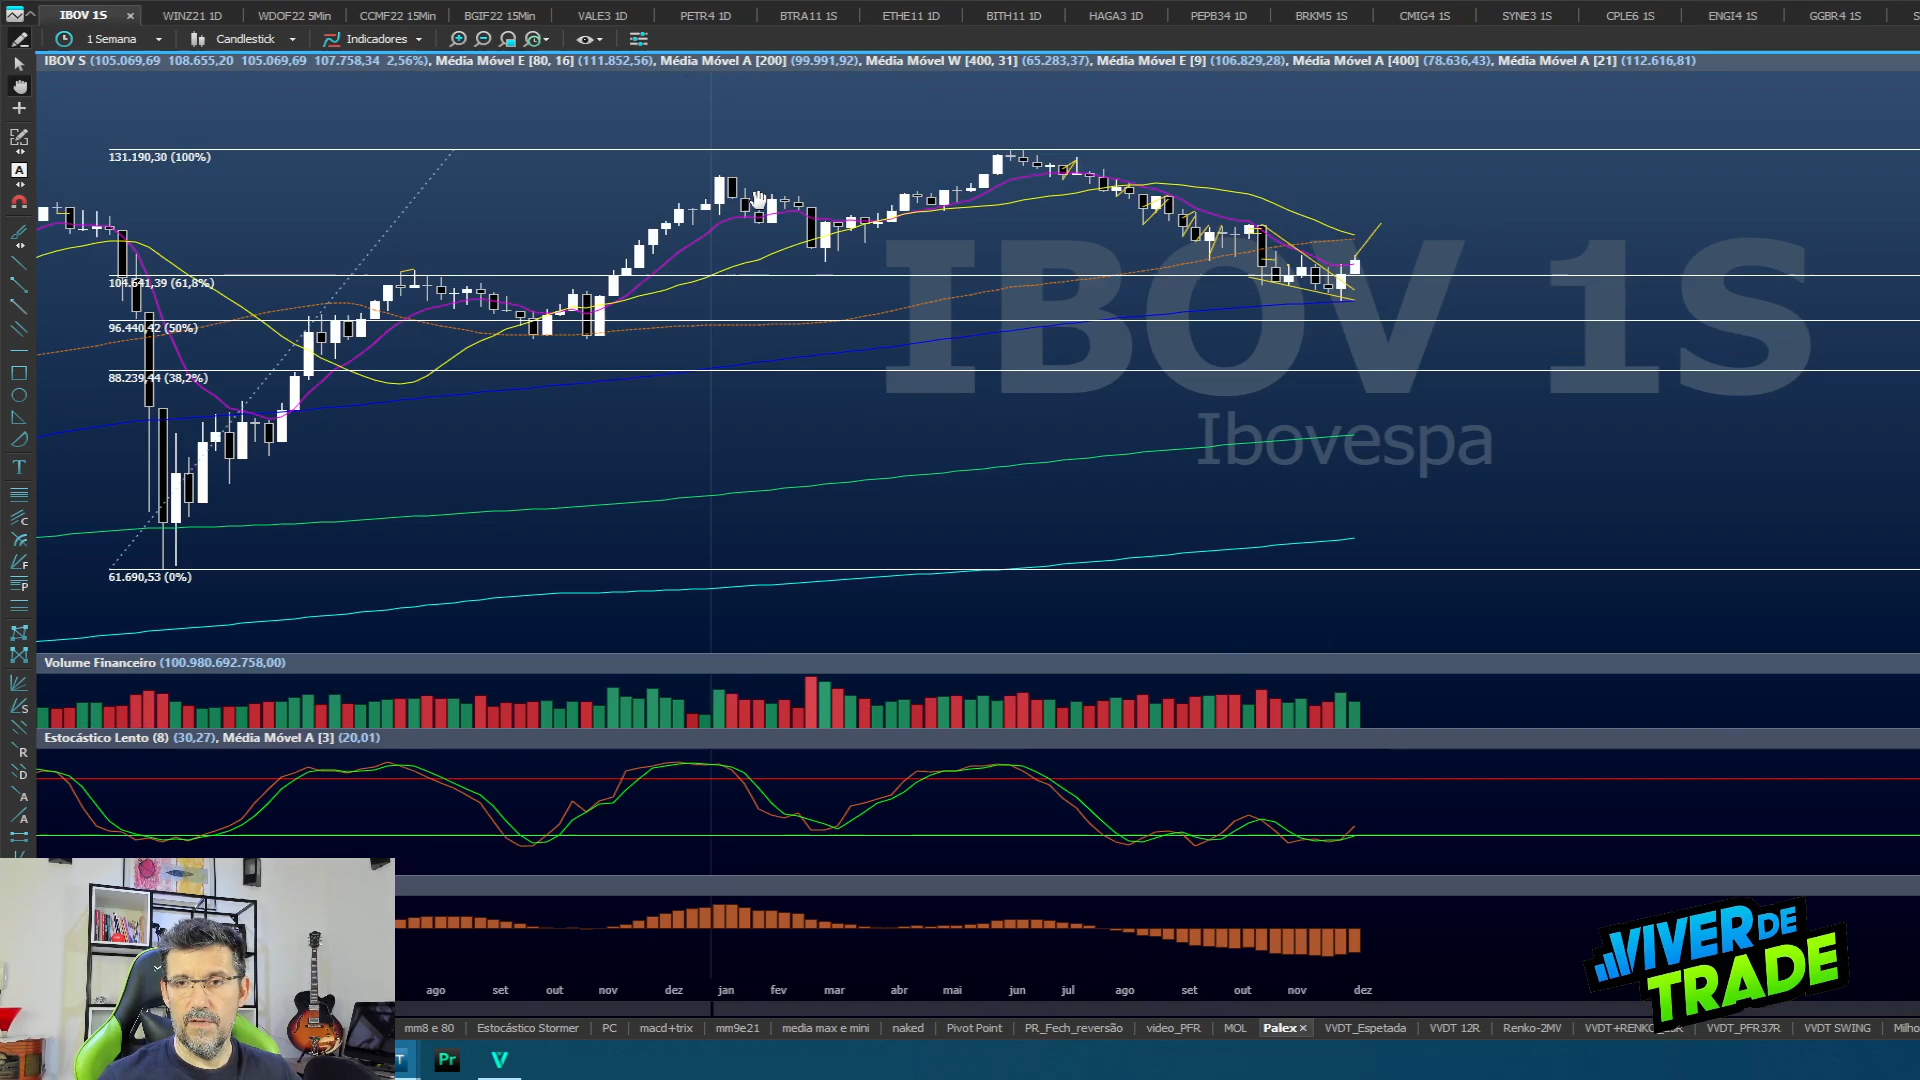 IBOV 1S
WINZ21 1D
WDOF22 5Min
CCMF22 15Min
BGIF22 15Min
VALE3 1D
PETR4 1D
BTRA11 1S
ETHE11 1D
BITH11 1D
HAGA3 1D
PEPB34 1D
BRKM5 1S
CMIG4 1S
SYNE3 1S
CPLE6 1S
ENGI4 1S
GGBR4 1S
1 Semana
Candlestick
Indicadores
IBOV S (105.069,69 108.655,20 105.069,69 107.758,34 2,56%), Média Móvel E [80, 16] (111.852,56), Média Móvel A [200] (99.991,92), Média Móvel W [400, 31] (65.283,37), Média Móvel E [9] (106.829,28), Média Móvel A [400] (78.636,43), Média Móvel A [21] (112.616,81)
131.190,30 (100%)
104.641,39 (61,8%)
96.440,42 (50%)
88.239,44 (38,2%)
61.690,53 (0%)
IBOV 1S
Ibovespa
Volume Financeiro (100.980.692.758,00)
Estocástico Lento (8) (30,27), Média Móvel A [3] (20,01)
ago set out nov dez jan fev mar abr mai jun jul ago set out nov dez
VIVER DE
TRADE
mm8 e 80
Estocástico Stormer
PC
macd+trix
mm9e21
media max e mini
naked
Pivot Point
PR_Fech_reversão
video_PFR
MOL
Palex
VVDT_Espetada
VVDT 12R
Renko-2MV
VVDT_PFR37R
VVDT SWING
Pr